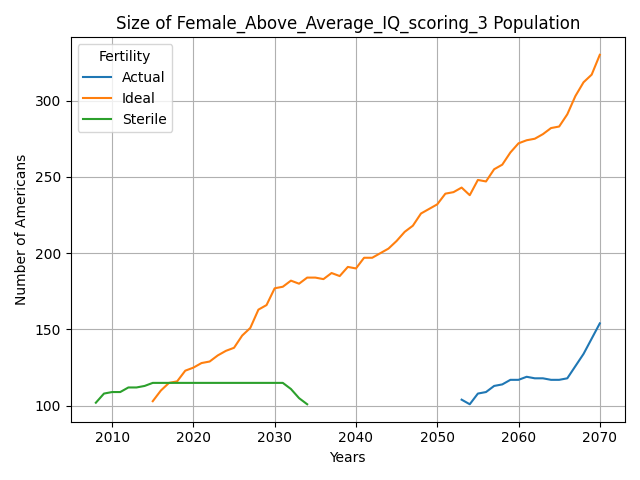 Size of Female_Above_Average_IQ_scoring_3 Population
Fertility
Actual
Ideal
Sterile
Number of Americans
300
250
200
150
100
2010 2020 2030 2040 2050 2060 2070
Years